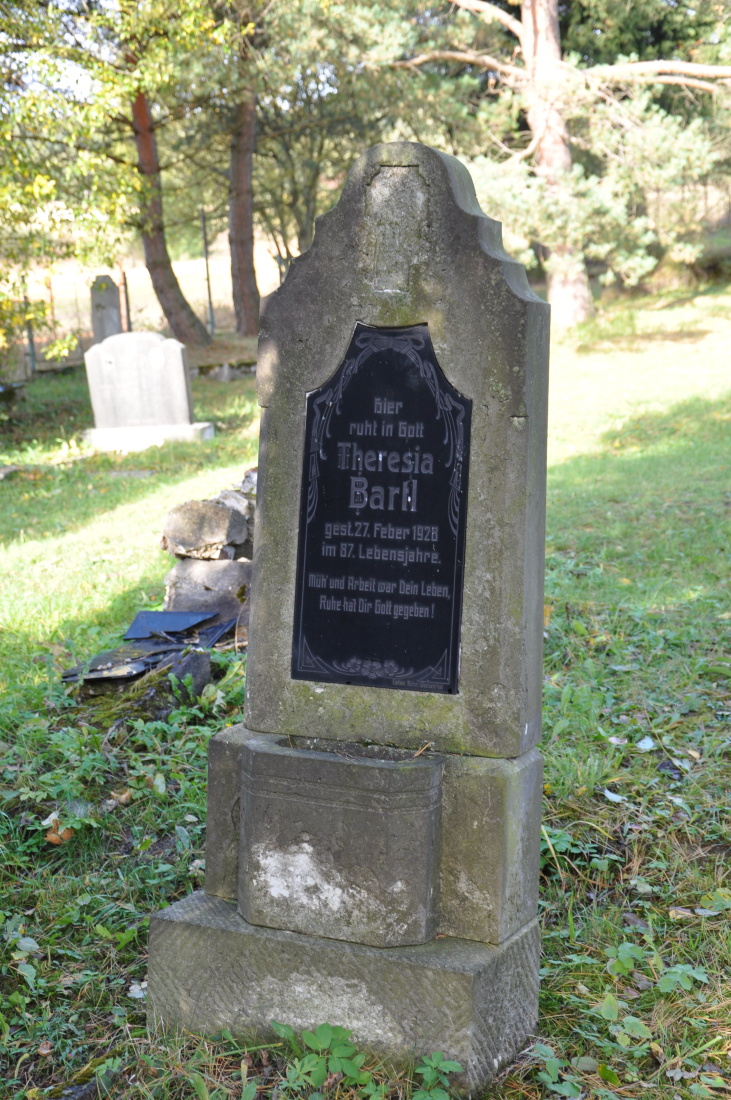 Hier
ruht in Gott
Theresia
Bartl
gest. 27. Feber 1928
im 87. Lebensjahre.
Müh' und Arbeit war Dein Leben,
Ruhe hat Dir Gott gegeben!